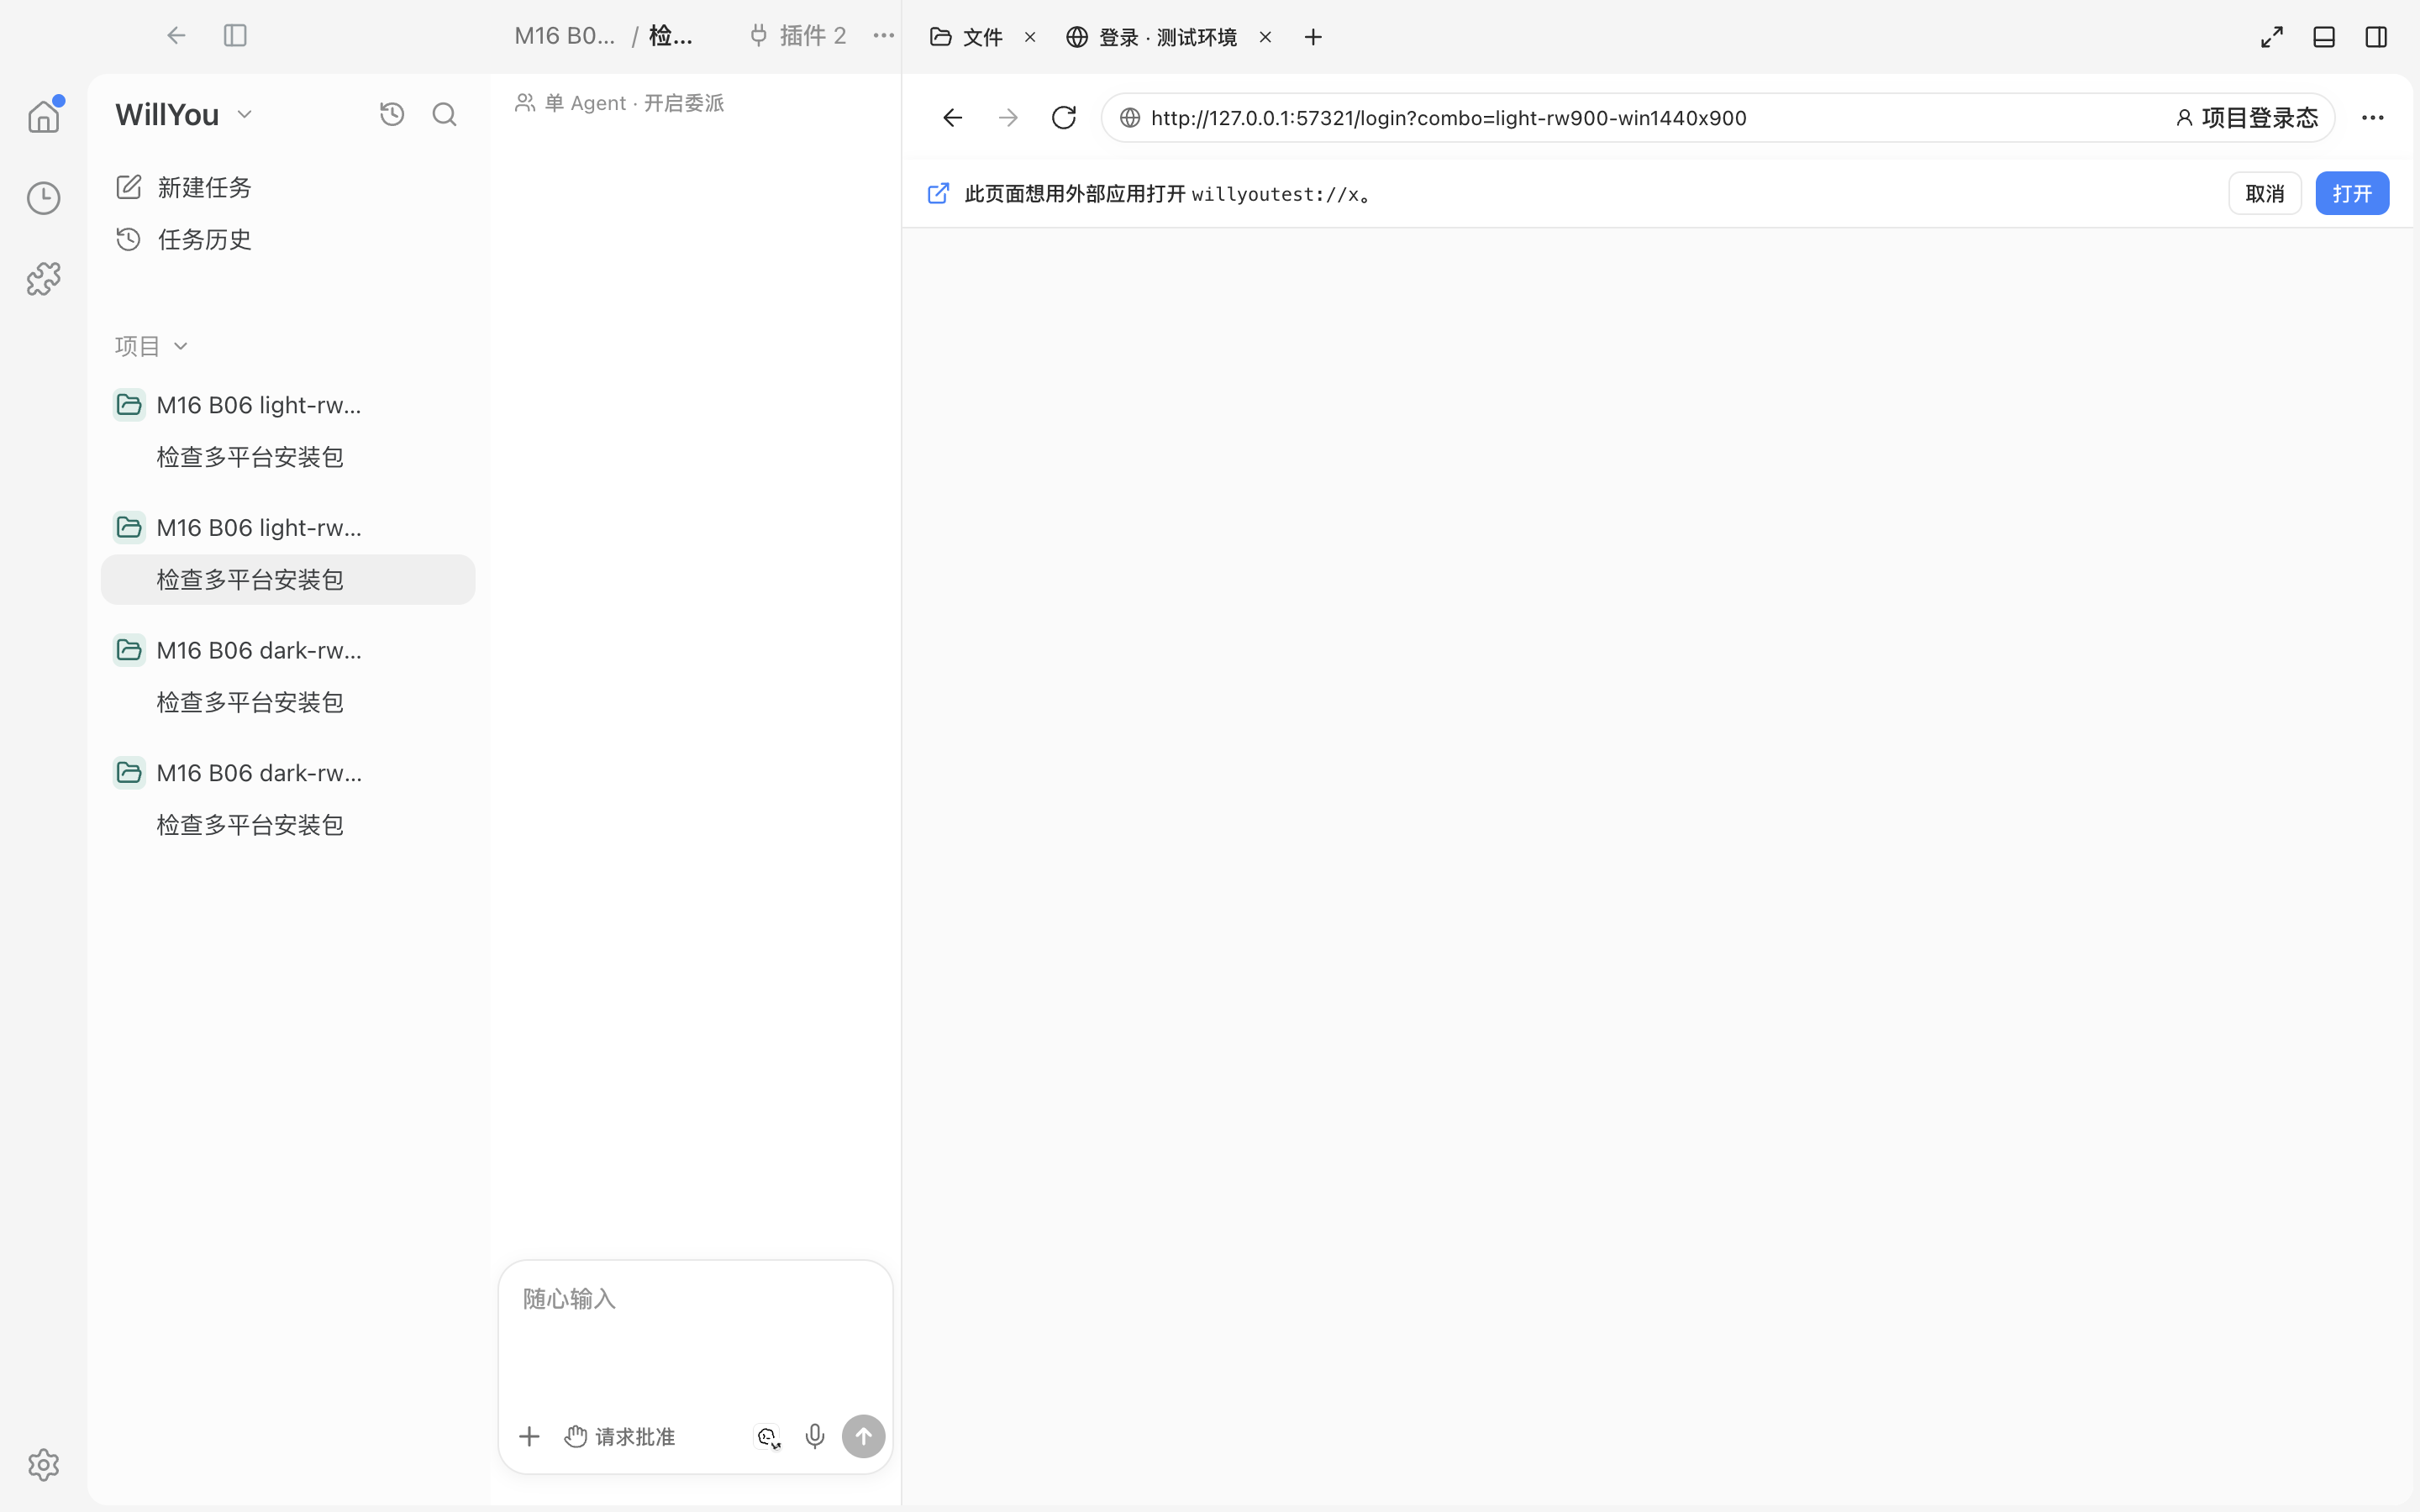 M16 B0... / 检...
插件 2
文件
登录 · 测试环境
WillYou
单 Agent · 开启委派
http://127.0.0.1:57321/login?combo=light-rw900-win1440x900
项目登录态
此页面想用外部应用打开 willyoutest://x。
取消
打开
新建任务
任务历史
项目
M16 B06 light-rw...
检查多平台安装包
M16 B06 light-rw...
检查多平台安装包
M16 B06 dark-rw...
检查多平台安装包
M16 B06 dark-rw...
检查多平台安装包
随心输入
请求批准